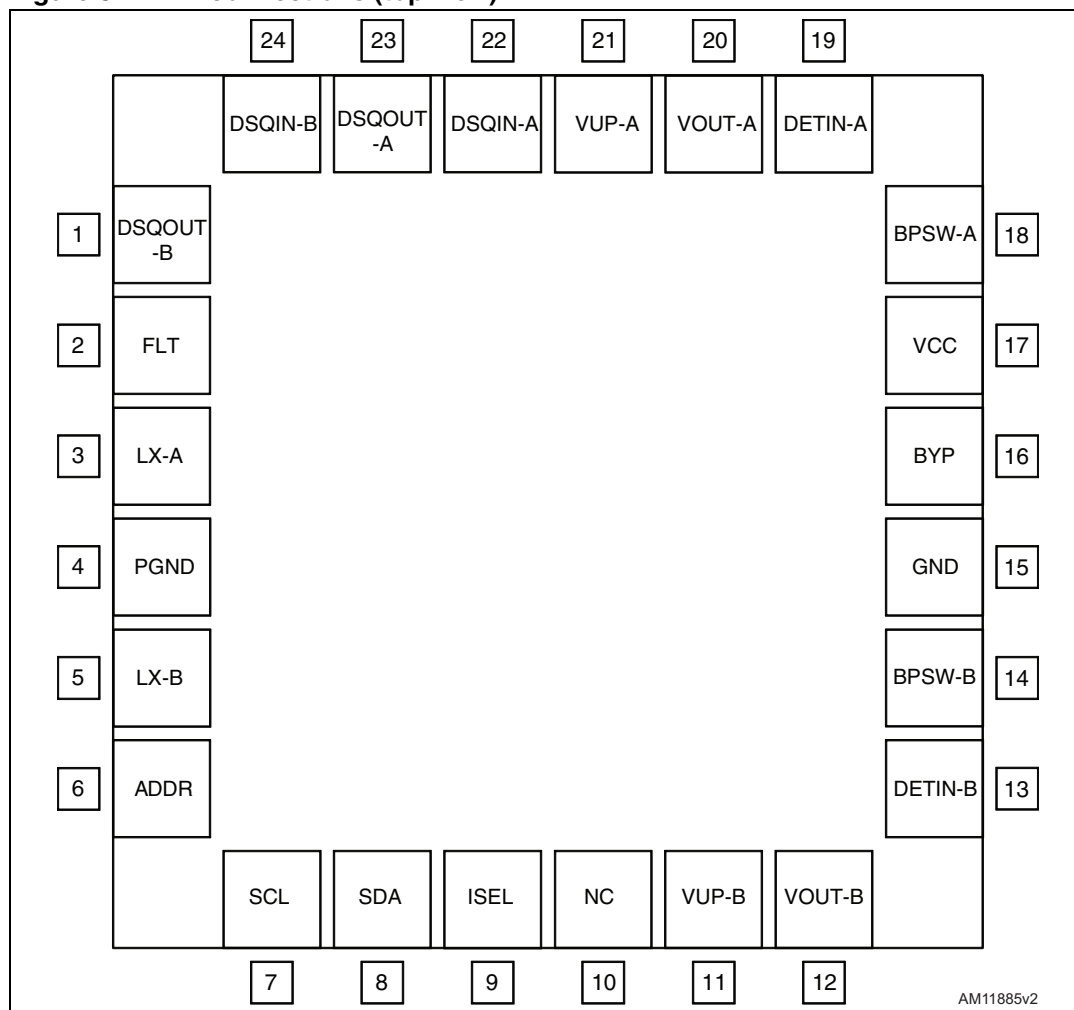 24 23 22 21 20 19
DSQIN-B DSQOUT-A DSQIN-A VUP-A VOUT-A DETIN-A
1 DSQOUT-B BPSW-A 18
2 FLT VCC 17
3 LX-A BYP 16
4 PGND GND 15
5 LX-B BPSW-B 14
6 ADDR DETIN-B 13
SCL SDA ISEL NC VUP-B VOUT-B
7 8 9 10 11 12
AM11885v2